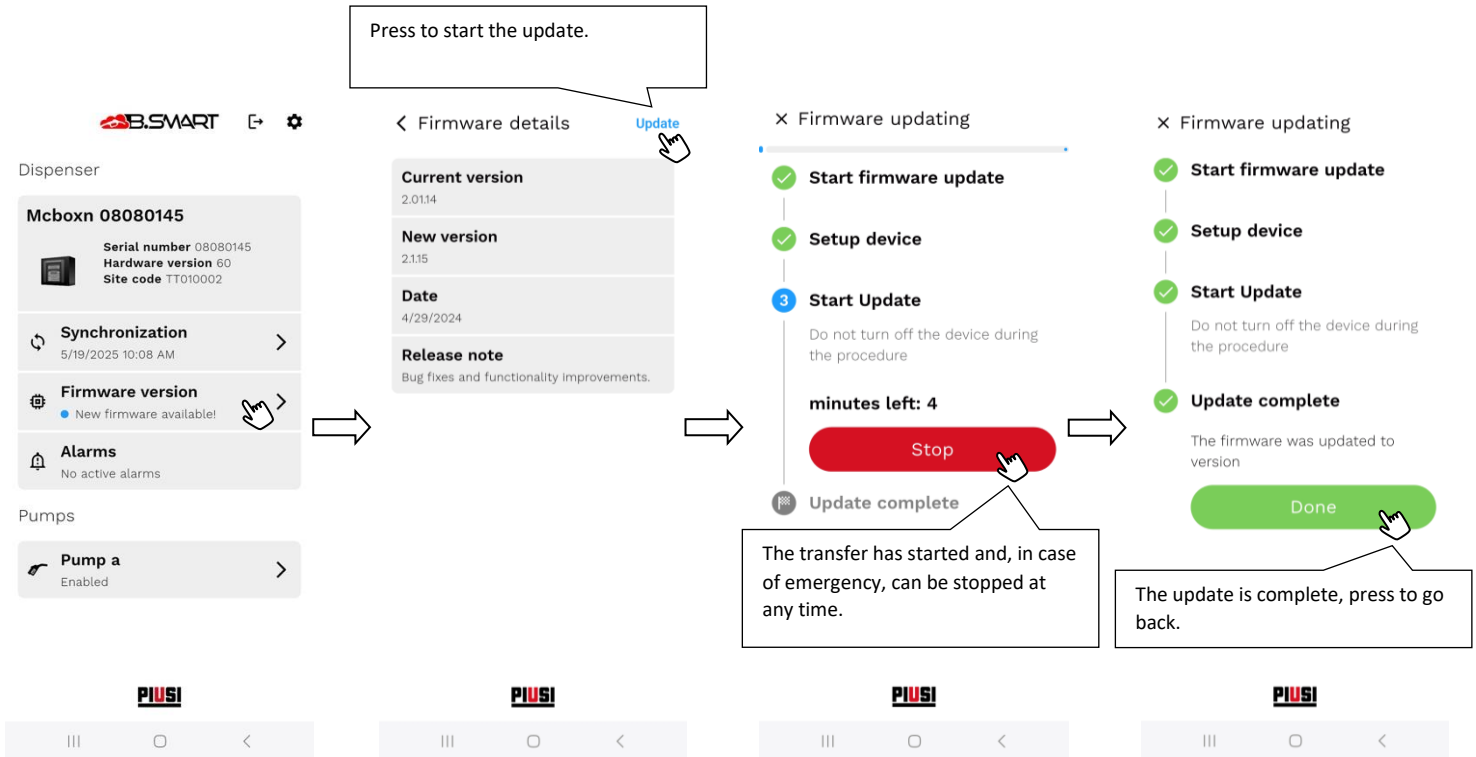 Press to start the update.
B.SMART
Dispenser
Mcboxn 08080145
Serial number 08080145
Hardware version 60
Site code TT010002
Synchronization
5/19/2025 10:08 AM
Firmware version
New firmware available!
Alarms
No active alarms
Pumps
Pump a
Enabled
PIUSI
Firmware details
Update
Current version
2.01.14
New version
2.1.15
Date
4/29/2024
Release note
Bug fixes and functionality improvements.
PIUSI
× Firmware updating
Start firmware update
Setup device
3 Start Update
Do not turn off the device during
the procedure
minutes left: 4
Stop
Update complete
The transfer has started and, in case
of emergency, can be stopped at
any time.
PIUSI
× Firmware updating
Start firmware update
Setup device
Start Update
Do not turn off the device during
the procedure
Update complete
The firmware was updated to
version
Done
The update is complete, press to go
back.
PIUSI